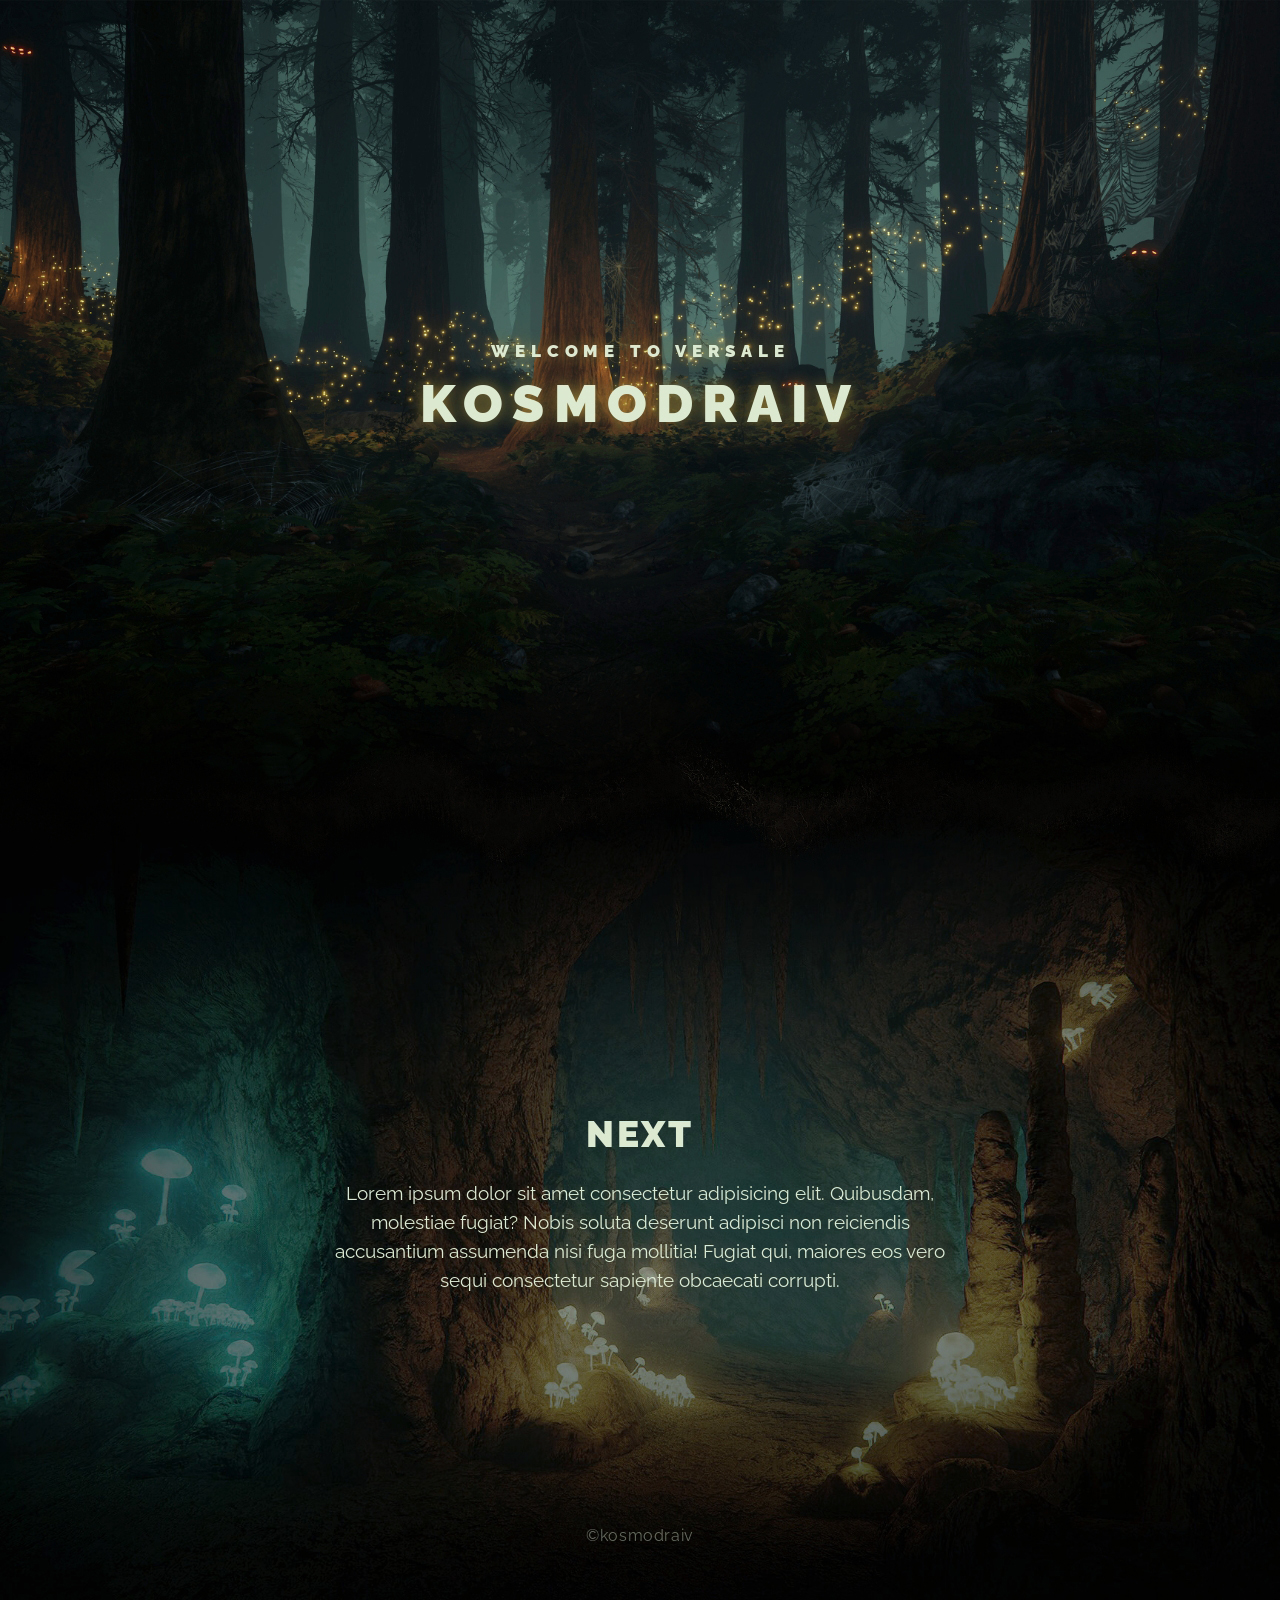 WELCOME TO VERSALE
KOSMODRAIV
NEXT
Lorem ipsum dolor sit amet consectetur adipisicing elit. Quibusdam,
molestiae fugiat? Nobis soluta deserunt adipisci non reiciendis
accusantium assumenda nisi fuga mollitia! Fugiat qui, maiores eos vero
sequi consectetur sapiente obcaecati corrupti.
©kosmodraiv